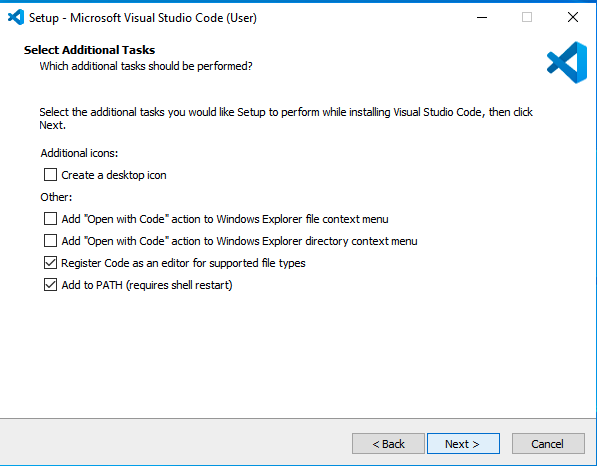 Setup - Microsoft Visual Studio Code (User)
Select Additional Tasks
Which additional tasks should be performed?
Select the additional tasks you would like Setup to perform while installing Visual Studio Code, then click
Next.
Additional icons:
Create a desktop icon
Other:
Add "Open with Code" action to Windows Explorer file context menu
Add "Open with Code" action to Windows Explorer directory context menu
Register Code as an editor for supported file types
Add to PATH (requires shell restart)
< Back Next > Cancel